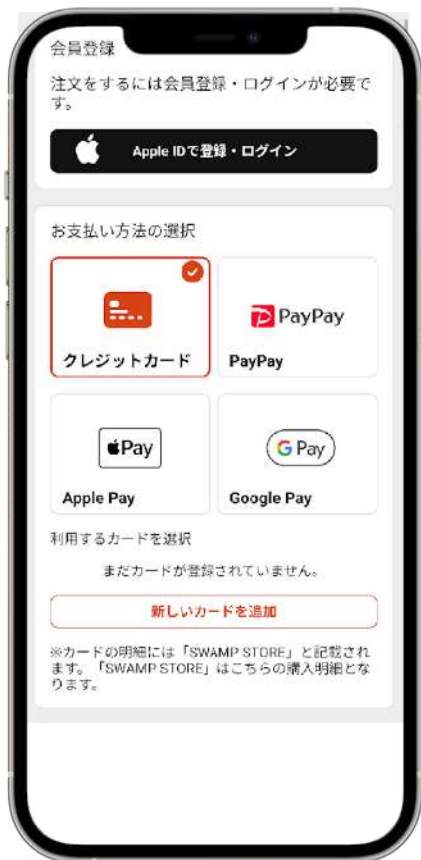 会員登録
注文をするには会員登録・ログインが必要で
す。
Apple IDで登録・ログイン
お支払い方法の選択
クレジットカード
PayPay
PayPay
Pay
Apple Pay
G Pay
Google Pay
利用するカードを選択
まだカードが登録されていません。
新しいカードを追加
※カードの明細には「SWAMP STORE」と記載され
ます。「SWAMP STORE」はこちらの購入明細とな
ります。